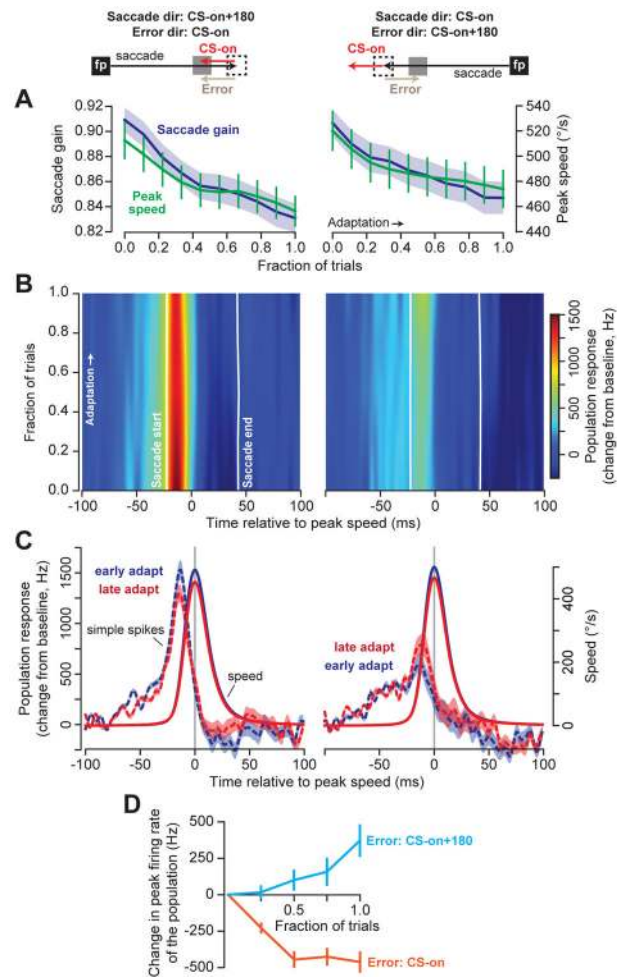 Saccade dir: CS-on+180
Error dir: CS-on
Saccade dir: CS-on
Error dir: CS-on+180
fp
saccade
CS-on
Error
CS-on
saccade
fp
Error
A
Saccade gain
0.92
0.90
0.88
0.86
0.84
0.82
Saccade gain
Peak
speed
0.0 0.2 0.4 0.6 0.8 1.0
Adaptation →
0.0 0.2 0.4 0.6 0.8 1.0
540
520
500
480
460
440
Peak speed (°/s)
Fraction of trials
B
Fraction of trials
1.0
0.8
0.6
0.4
0.2
0.0
Adaptation →
Saccade start
Saccade end
-100 -50 0 50 100
-100 -50 0 50 100
Time relative to peak speed (ms)
1500
1000
500
0
Population response
(change from baseline, Hz)
C
Population response
(change from baseline, Hz)
1500
1000
500
0
early adapt
late adapt
simple spikes
speed
late adapt
early adapt
400
200
0
Speed (°/s)
-100 -50 0 50 100
-100 -50 0 50 100
Time relative to peak speed (ms)
D
Change in peak firing rate
of the population (Hz)
500
250
0
-250
-500
Error: CS-on+180
0.5 1.0
Fraction of trials
Error: CS-on